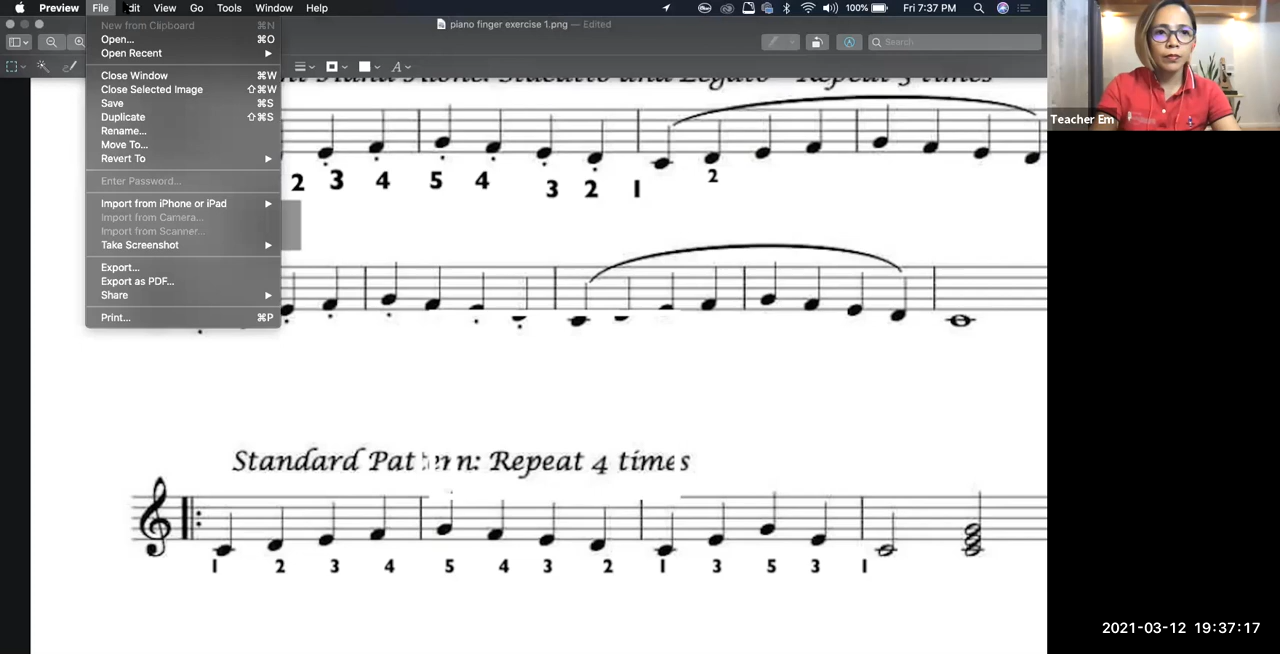 Preview File Edit View Go Tools Window Help 100% Fri 7:37 PM
piano finger exercise 1.png — Edited
Search
New from Clipboard ⌘N
Open... ⌘O
Open Recent
Close Window ⌘W
Close Selected Image ⇧⌘W
Save ⌘S
Duplicate ⇧⌘S
Rename...
Move To...
Revert To
Enter Password...
Import from iPhone or iPad
Import from Camera...
Import from Scanner...
Take Screenshot
Export...
Export as PDF...
Share
Print... ⌘P
Staccato and Legato - Repeat 3 times
2 3 4 5 4 3 2 1 2
Standard Pattern: Repeat 4 times
1 2 3 4 5 4 3 2 1 3 5 3 1
Teacher Em
2021-03-12 19:37:17